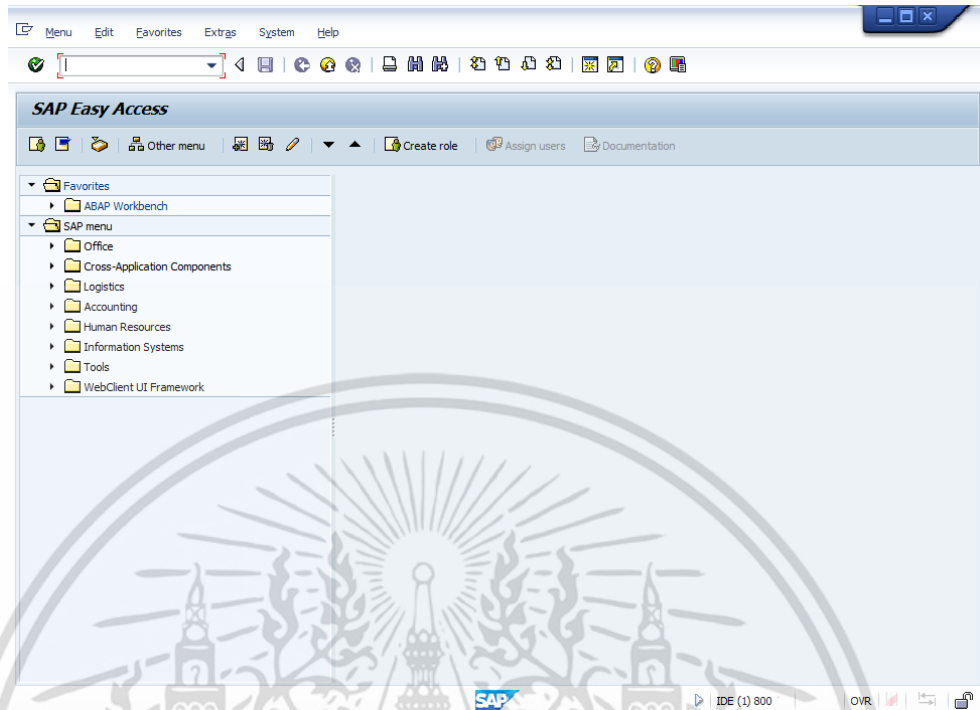 Menu Edit Favorites Extras System Help
SAP Easy Access
Other menu Create role Assign users Documentation
Favorites
ABAP Workbench
SAP menu
Office
Cross-Application Components
Logistics
Accounting
Human Resources
Information Systems
Tools
WebClient UI Framework
SAP IDE (1) 800 OVR